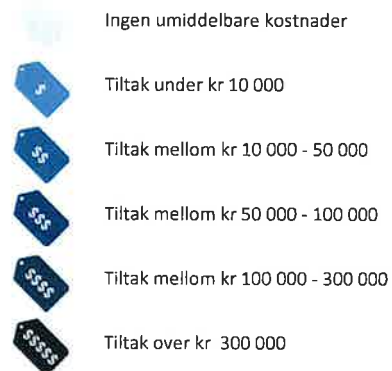 Ingen umiddelbare kostnader
$ Tiltak under kr 10 000
$$ Tiltak mellom kr 10 000 - 50 000
$$$ Tiltak mellom kr 50 000 - 100 000
$$$$ Tiltak mellom kr 100 000 - 300 000
$$$$$ Tiltak over kr 300 000